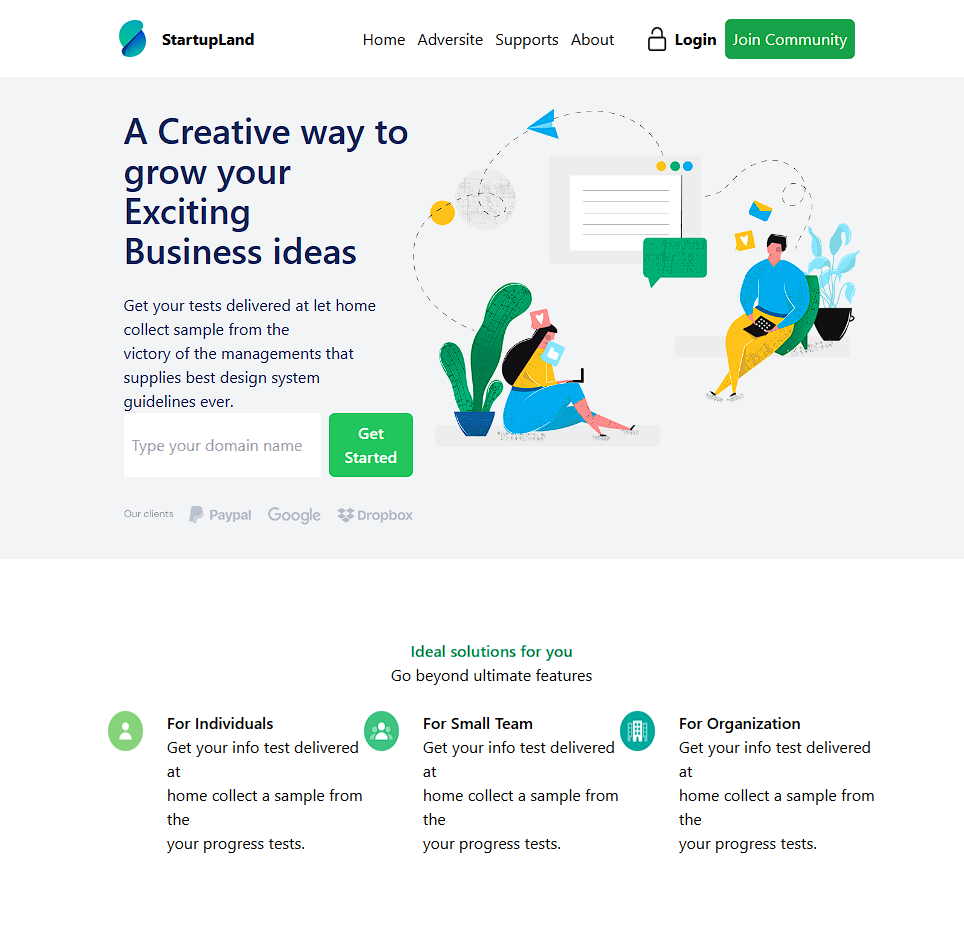 StartupLand
Home Adversite Supports About
Login
Join Community
A Creative way to
grow your
Exciting
Business ideas
Get your tests delivered at let home
collect sample from the
victory of the managements that
supplies best design system
guidelines ever.
Type your domain name
Get
Started
Our clients
Paypal
Google
Dropbox
Ideal solutions for you
Go beyond ultimate features
For Individuals
Get your info test delivered
at
home collect a sample from
the
your progress tests.
For Small Team
Get your info test delivered
at
home collect a sample from
the
your progress tests.
For Organization
Get your info test delivered
at
home collect a sample from
the
your progress tests.